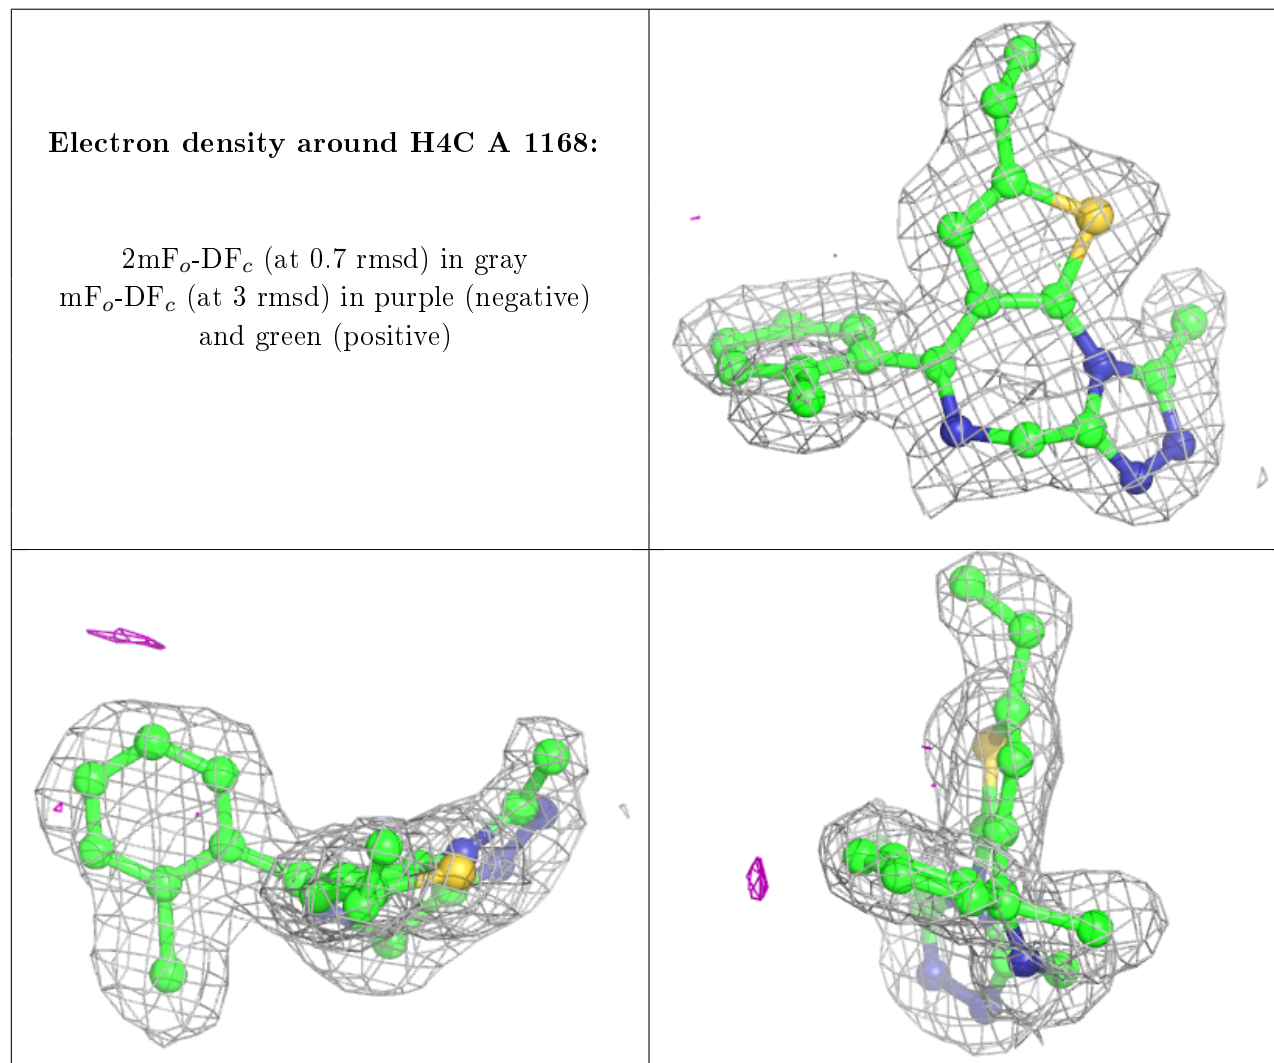 Electron density around H4C A 1168:
2mFo-DFc (at 0.7 rmsd) in gray
mFo-DFc (at 3 rmsd) in purple (negative)
and green (positive)